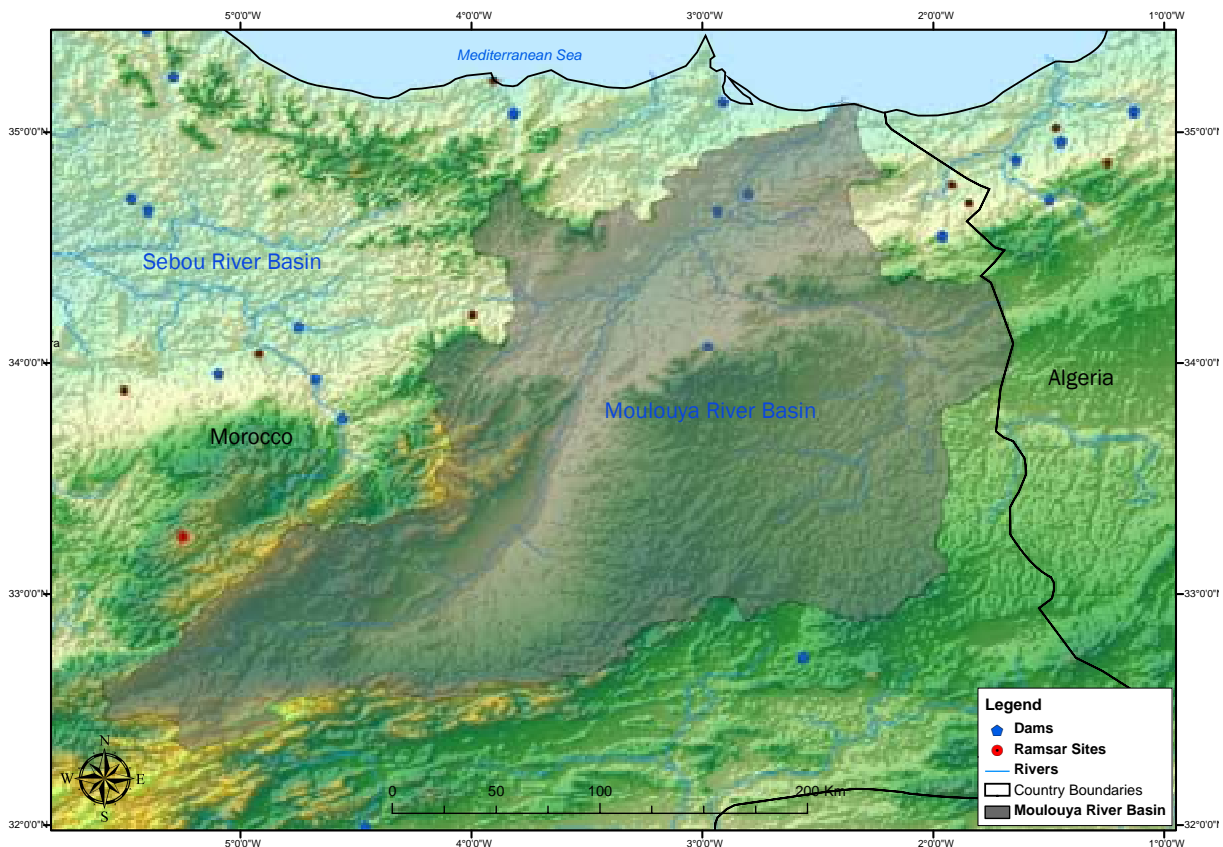 5°0'0"W 4°0'0"W 3°0'0"W 2°0'0"W 1°0'0"W
Mediterranean Sea
35°0'0"N 35°0'0"N
Sebou River Basin
ra
34°0'0"N 34°0'0"N
Algeria
Moulouya River Basin
Morocco
33°0'0"N 33°0'0"N
Legend
Dams
Ramsar Sites
Rivers
Country Boundaries
Moulouya River Basin
N
W E
S
0 50 100 200 Km
32°0'0"N 32°0'0"N
5°0'0"W 4°0'0"W 3°0'0"W 2°0'0"W 1°0'0"W